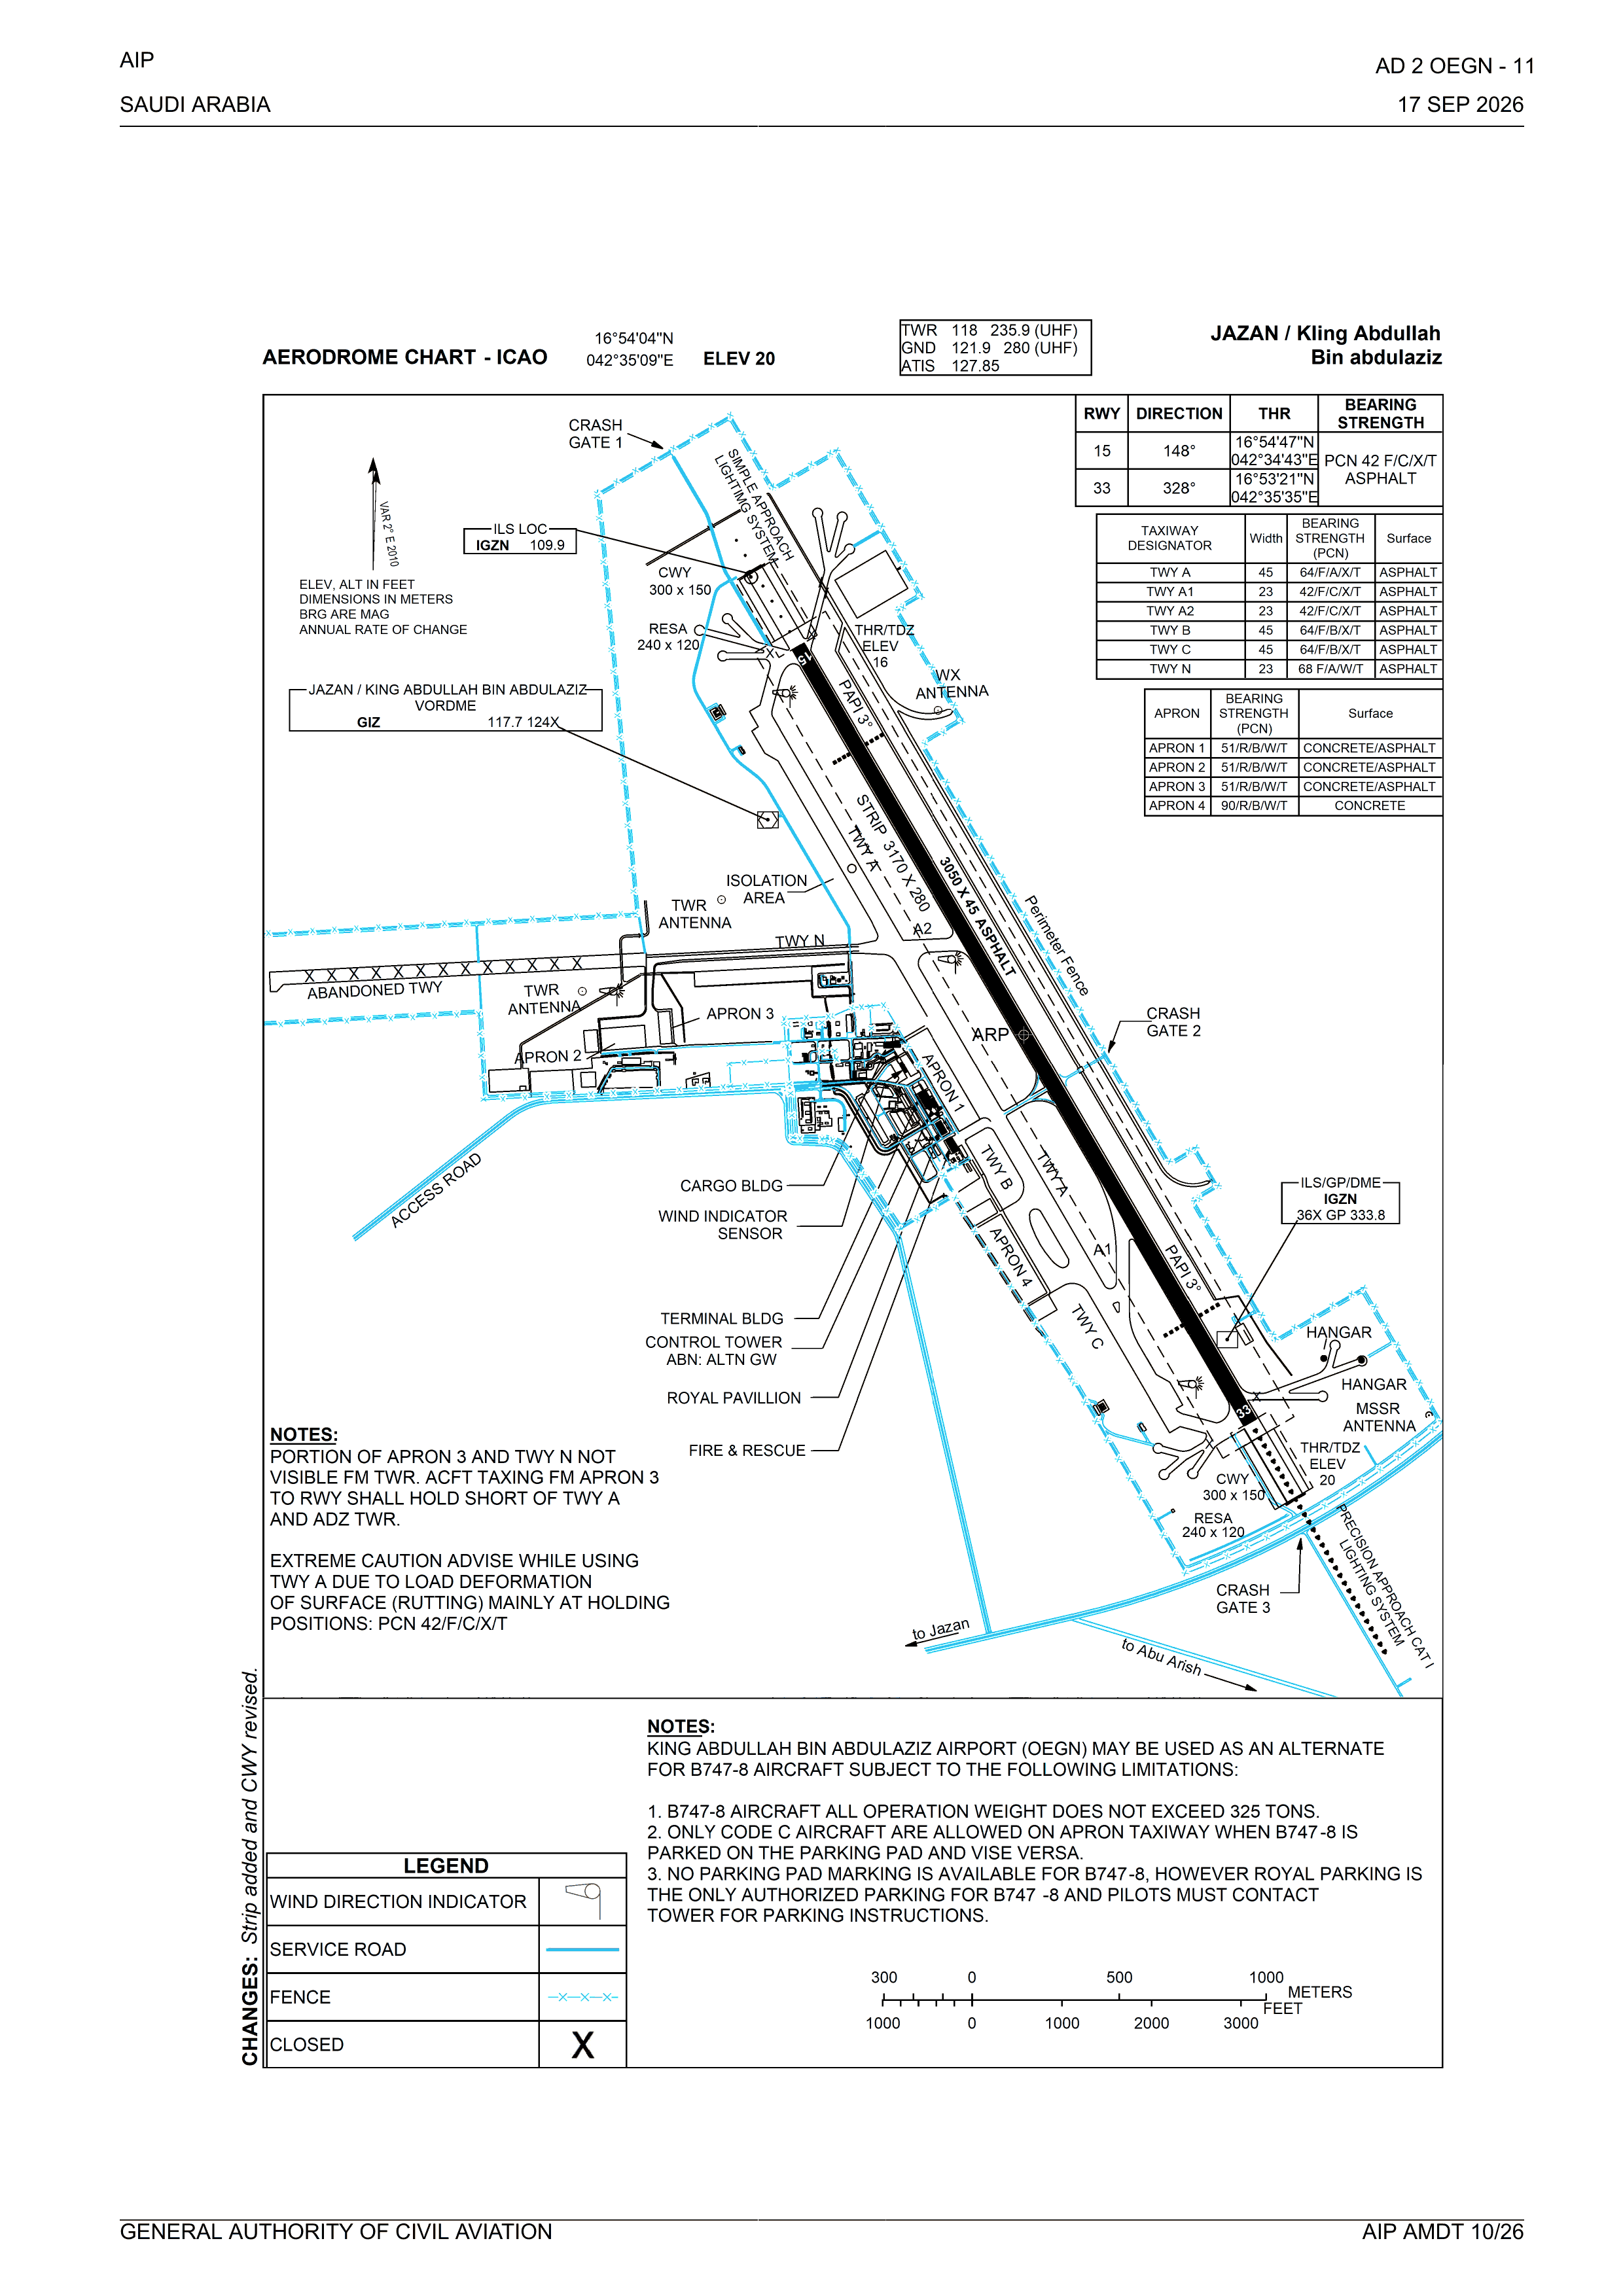 AIP
AD 2 OEGN - 11
SAUDI ARABIA
17 SEP 2026
AERODROME CHART - ICAO
16°54'04"N
042°35'09"E
ELEV 20
TWR 118 235.9 (UHF)
GND 121.9 280 (UHF)
ATIS 127.85
JAZAN / Kling Abdullah
Bin abdulaziz
RWY DIRECTION THR BEARING STRENGTH
15 148° 16°54'47"N 042°34'43"E PCN 42 F/C/X/T ASPHALT
33 328° 16°53'21"N 042°35'35"E
TAXIWAY DESIGNATOR Width BEARING STRENGTH (PCN) Surface
TWY A 45 64/F/A/X/T ASPHALT
TWY A1 23 42/F/C/X/T ASPHALT
TWY A2 23 42/F/C/X/T ASPHALT
TWY B 45 64/F/B/X/T ASPHALT
TWY C 45 64/F/B/X/T ASPHALT
TWY N 23 68 F/A/W/T ASPHALT
APRON BEARING STRENGTH (PCN) Surface
APRON 1 51/R/B/W/T CONCRETE/ASPHALT
APRON 2 51/R/B/W/T CONCRETE/ASPHALT
APRON 3 51/R/B/W/T CONCRETE/ASPHALT
APRON 4 90/R/B/W/T CONCRETE
CRASH
GATE 1
SIMPLE APPROACH
LIGHTIMG SYSTEM
VAR 2° E 2010
ILS LOC
IGZN 109.9
ELEV, ALT IN FEET
DIMENSIONS IN METERS
BRG ARE MAG
ANNUAL RATE OF CHANGE
CWY
300 x 150
RESA
240 x 120
THR/TDZ
ELEV
16
15
WX
ANTENNA
PAPI 3°
JAZAN / KING ABDULLAH BIN ABDULAZIZ
VORDME
GIZ 117.7 124X
STRIP 3170 X 280
TWY A
3050 X 45 ASPHALT
Perimeter Fence
ISOLATION
AREA
TWR
ANTENNA
A2
TWY N
ABANDONED TWY
TWR
ANTENNA
APRON 3
APRON 2
ARP
CRASH
GATE 2
APRON 1
ACCESS ROAD
CARGO BLDG
WIND INDICATOR
SENSOR
TWY B
TWY A
ILS/GP/DME
IGZN
36X GP 333.8
APRON 4
A1
PAPI 3°
TERMINAL BLDG
CONTROL TOWER
ABN: ALTN GW
TWY C
ROYAL PAVILLION
FIRE & RESCUE
HANGAR
HANGAR
MSSR
ANTENNA
33
THR/TDZ
ELEV
20
CWY
300 x 150
RESA
240 x 120
CRASH
GATE 3
PRECISION APPROACH CAT I
LIGHTING SYSTEM
to Jazan
to Abu Arish
NOTES:
PORTION OF APRON 3 AND TWY N NOT
VISIBLE FM TWR. ACFT TAXING FM APRON 3
TO RWY SHALL HOLD SHORT OF TWY A
AND ADZ TWR.
EXTREME CAUTION ADVISE WHILE USING
TWY A DUE TO LOAD DEFORMATION
OF SURFACE (RUTTING) MAINLY AT HOLDING
POSITIONS: PCN 42/F/C/X/T
CHANGES: Strip added and CWY revised.
NOTES:
KING ABDULLAH BIN ABDULAZIZ AIRPORT (OEGN) MAY BE USED AS AN ALTERNATE
FOR B747-8 AIRCRAFT SUBJECT TO THE FOLLOWING LIMITATIONS:
1. B747-8 AIRCRAFT ALL OPERATION WEIGHT DOES NOT EXCEED 325 TONS.
2. ONLY CODE C AIRCRAFT ARE ALLOWED ON APRON TAXIWAY WHEN B747-8 IS
PARKED ON THE PARKING PAD AND VISE VERSA.
3. NO PARKING PAD MARKING IS AVAILABLE FOR B747-8, HOWEVER ROYAL PARKING IS
THE ONLY AUTHORIZED PARKING FOR B747 -8 AND PILOTS MUST CONTACT
TOWER FOR PARKING INSTRUCTIONS.
LEGEND
WIND DIRECTION INDICATOR
SERVICE ROAD
FENCE
CLOSED X
300 0 500 1000
METERS
FEET
1000 0 1000 2000 3000
GENERAL AUTHORITY OF CIVIL AVIATION
AIP AMDT 10/26